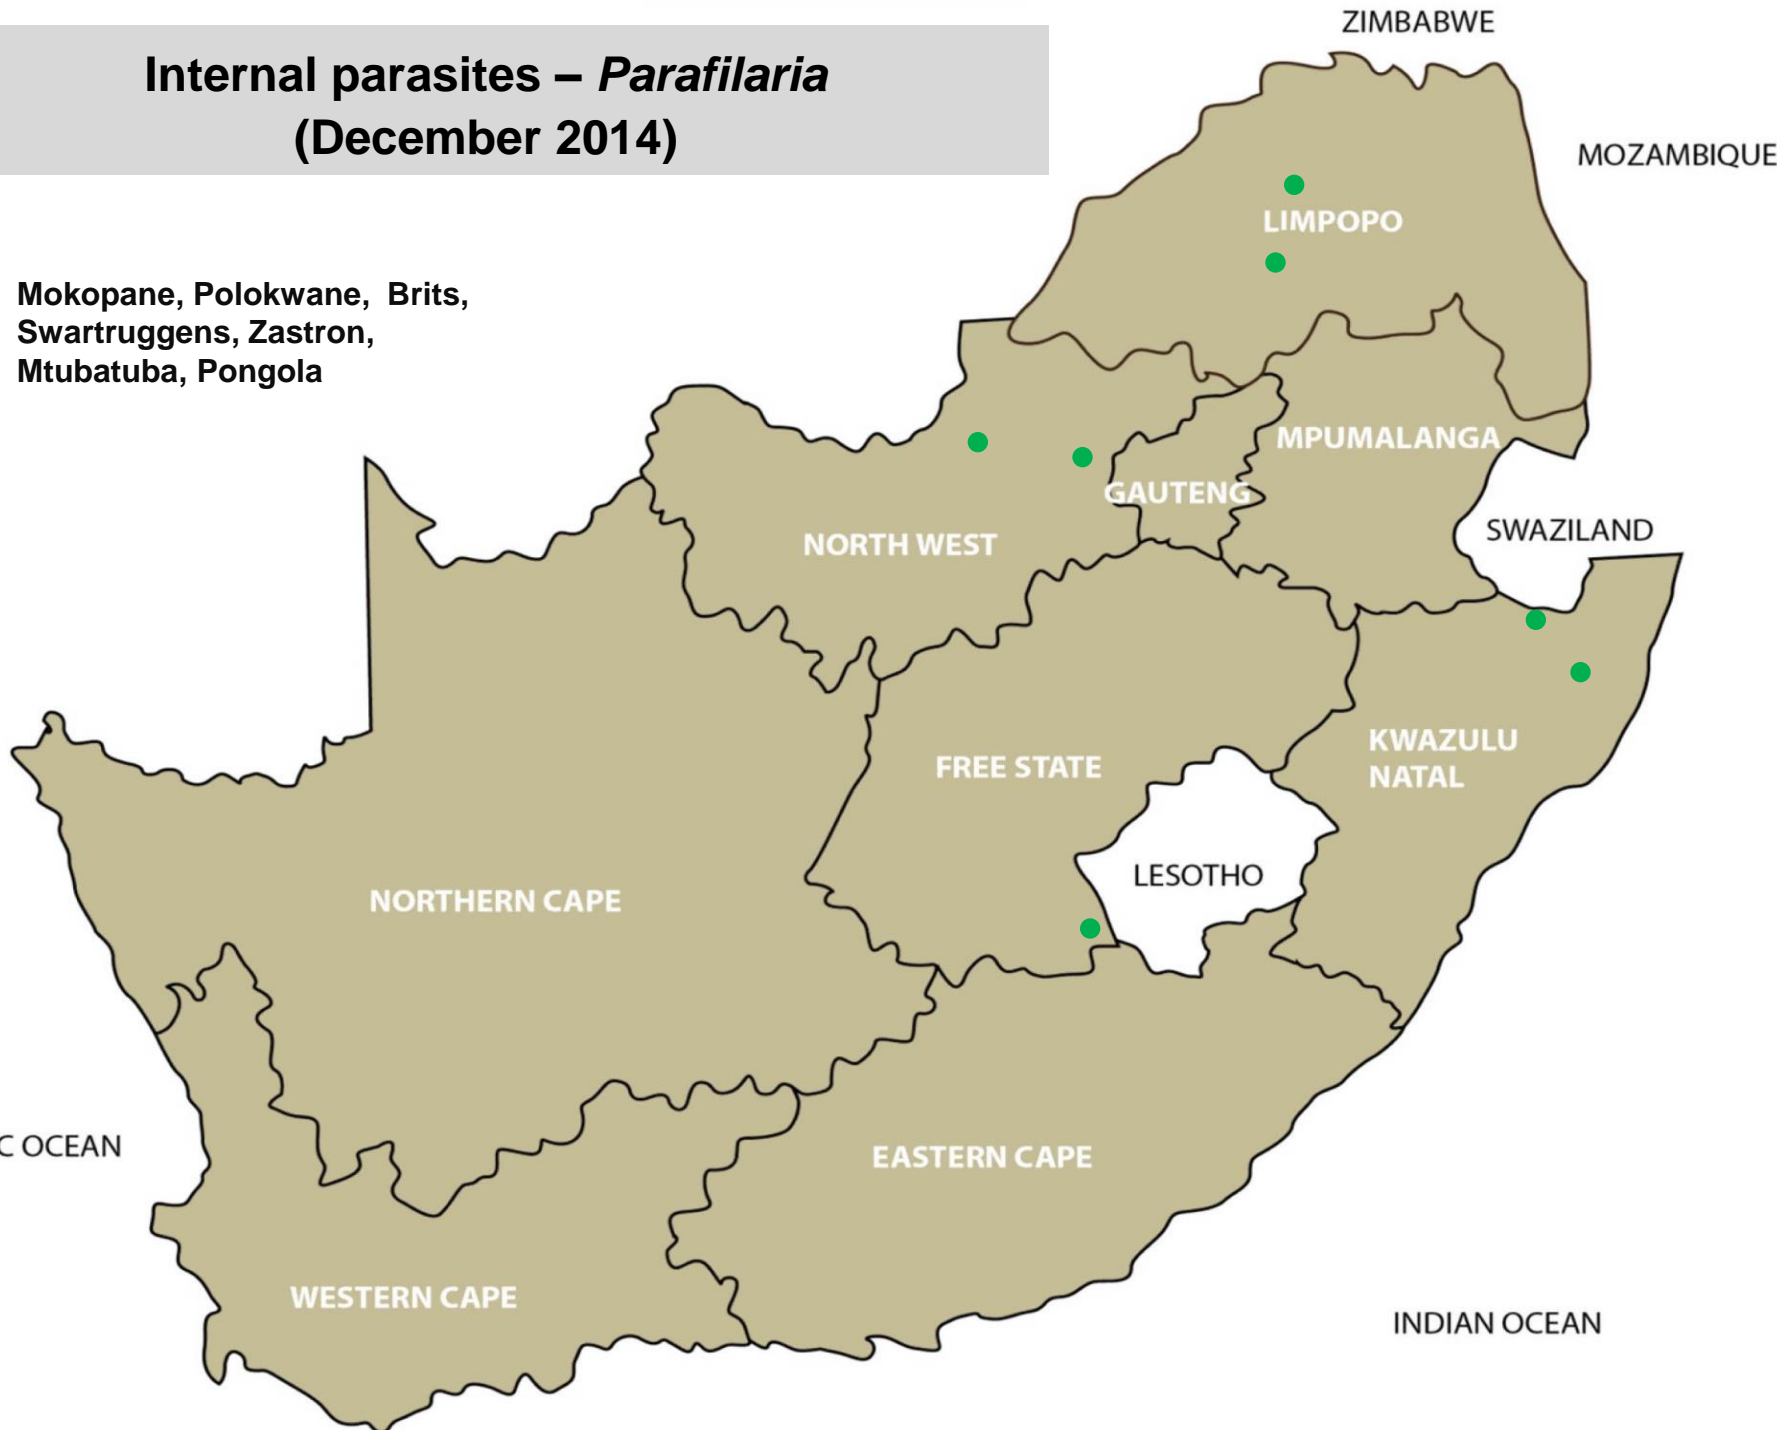 ZIMBABWE
Internal parasites – Parafilaria
(December 2014)
MOZAMBIQUE
LIMPOPO
Mokopane, Polokwane, Brits,
Swartruggens, Zastron,
Mtubatuba, Pongola
MPUMALANGA
GAUTENG
SWAZILAND
NORTH WEST
KWAZULU
NATAL
FREE STATE
LESOTHO
NORTHERN CAPE
C OCEAN
EASTERN CAPE
WESTERN CAPE
INDIAN OCEAN